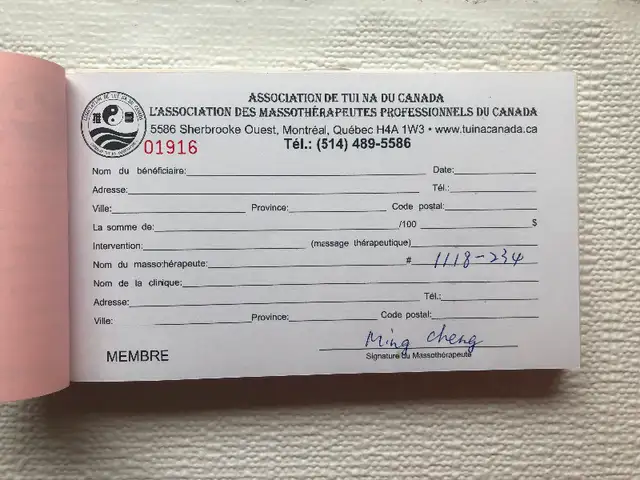 ASSOCIATION DE TUI NA DU CANADA
L'ASSOCIATION DES MASSOTHÉRAPEUTES PROFESSIONNELS DU CANADA
5586 Sherbrooke Ouest, Montréal, Québec H4A 1W3 • www.tuinacanada.ca
01916 Tél.: (514) 489-5586
Nom du bénéficiaire: Date:
Adresse: Tél.:
Ville: Province: Code postal:
La somme de: /100 $
Intervention: (massage thérapeutique)
Nom du massothérapeute: # 1118-234
Nom de la clinique:
Adresse: Tél.:
Ville: Province: Code postal:
Ming Cheng
MEMBRE Signature du Massothérapeute